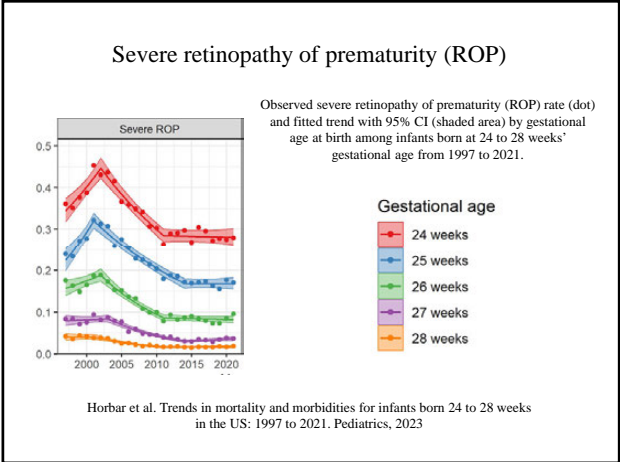 Severe retinopathy of prematurity (ROP)
Observed severe retinopathy of prematurity (ROP) rate (dot)
and fitted trend with 95% CI (shaded area) by gestational
age at birth among infants born at 24 to 28 weeks'
gestational age from 1997 to 2021.
Severe ROP
0.5
0.4
0.3
0.2
0.1
0.0
2000 2005 2010 2015 2020
Gestational age
24 weeks
25 weeks
26 weeks
27 weeks
28 weeks
Horbar et al. Trends in mortality and morbidities for infants born 24 to 28 weeks
in the US: 1997 to 2021. Pediatrics, 2023